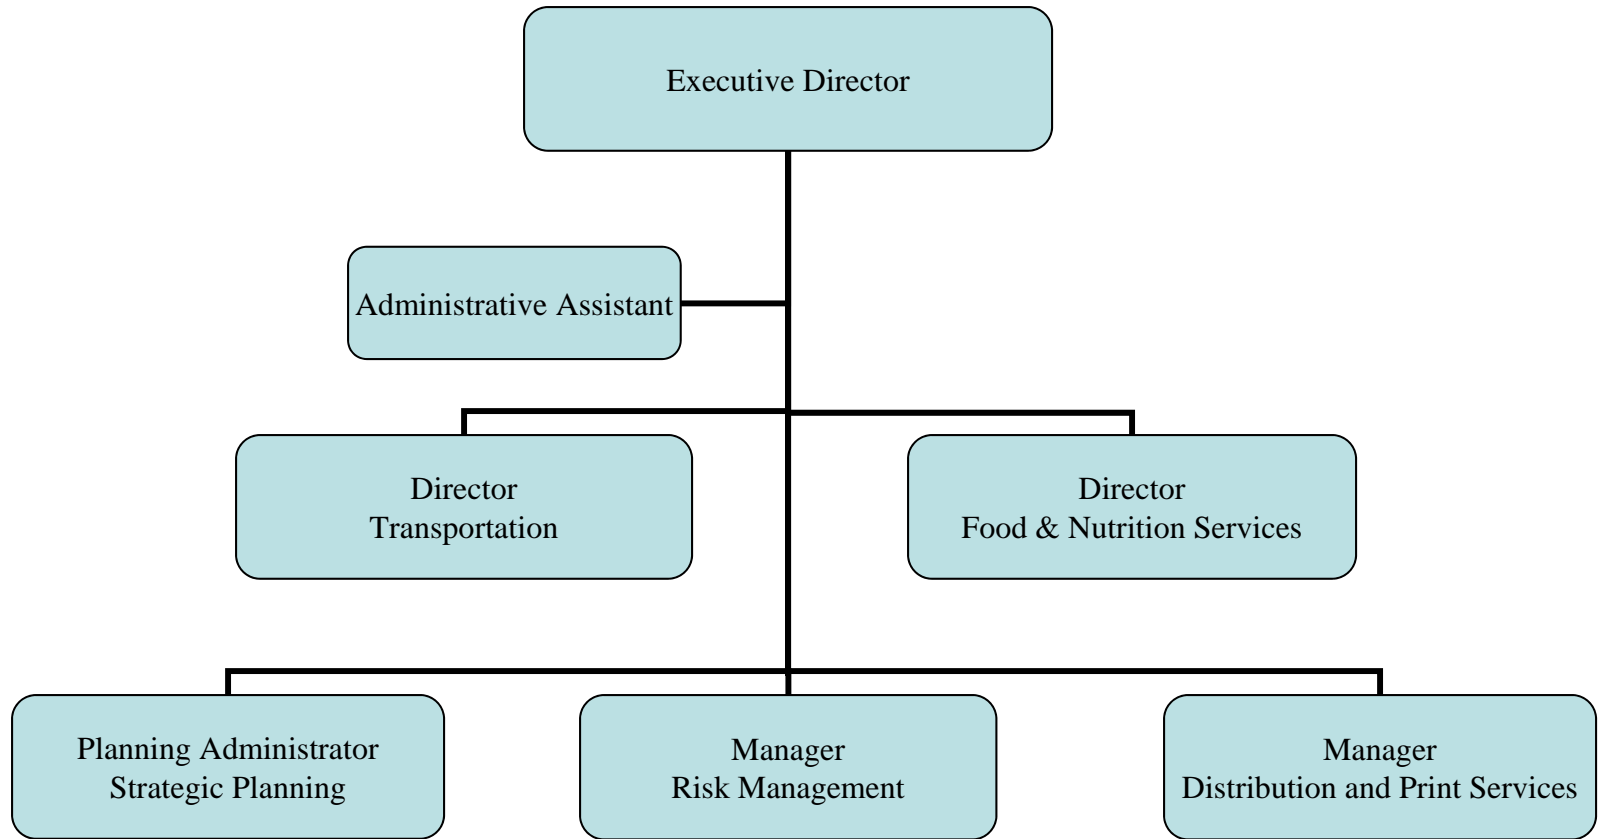 Executive Director
Administrative Assistant
Director
Transportation
Director
Food & Nutrition Services
Planning Administrator
Strategic Planning
Manager
Risk Management
Manager
Distribution and Print Services